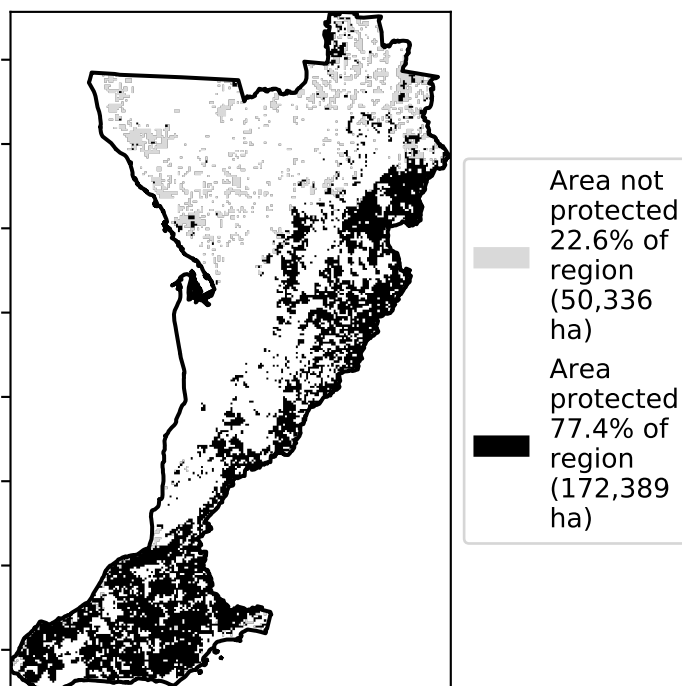 Area not
protected
22.6% of
region
(50,336
ha)
Area
protected
77.4% of
region
(172,389
ha)